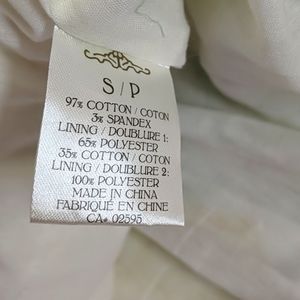 S / P
97% COTTON / COTON
3% SPANDEX
LINING / DOUBLURE 1:
65% POLYESTER
35% COTTON / COTON
LINING / DOUBLURE 2:
100% POLYESTER
MADE IN CHINA
FABRIQUÉ EN CHINE
CA 02595